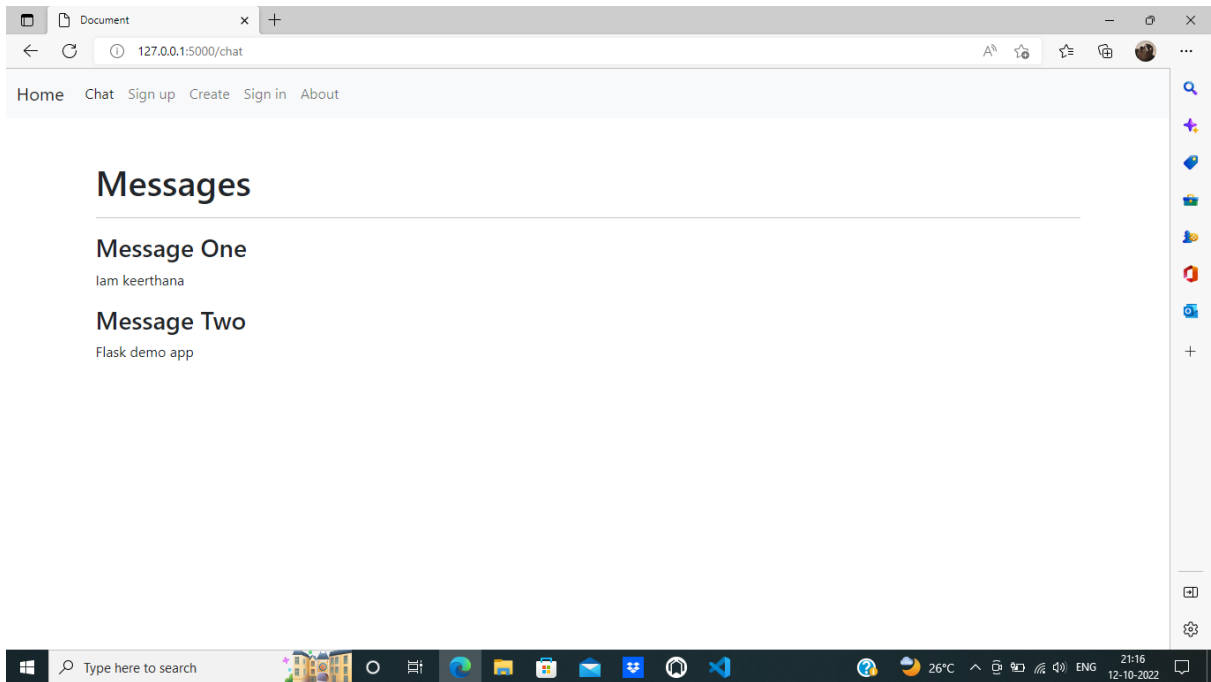 Document
127.0.0.1:5000/chat
Home Chat Sign up Create Sign in About
Messages
Message One
Iam keerthana
Message Two
Flask demo app
Type here to search
26°C
ENG
21:16
12-10-2022